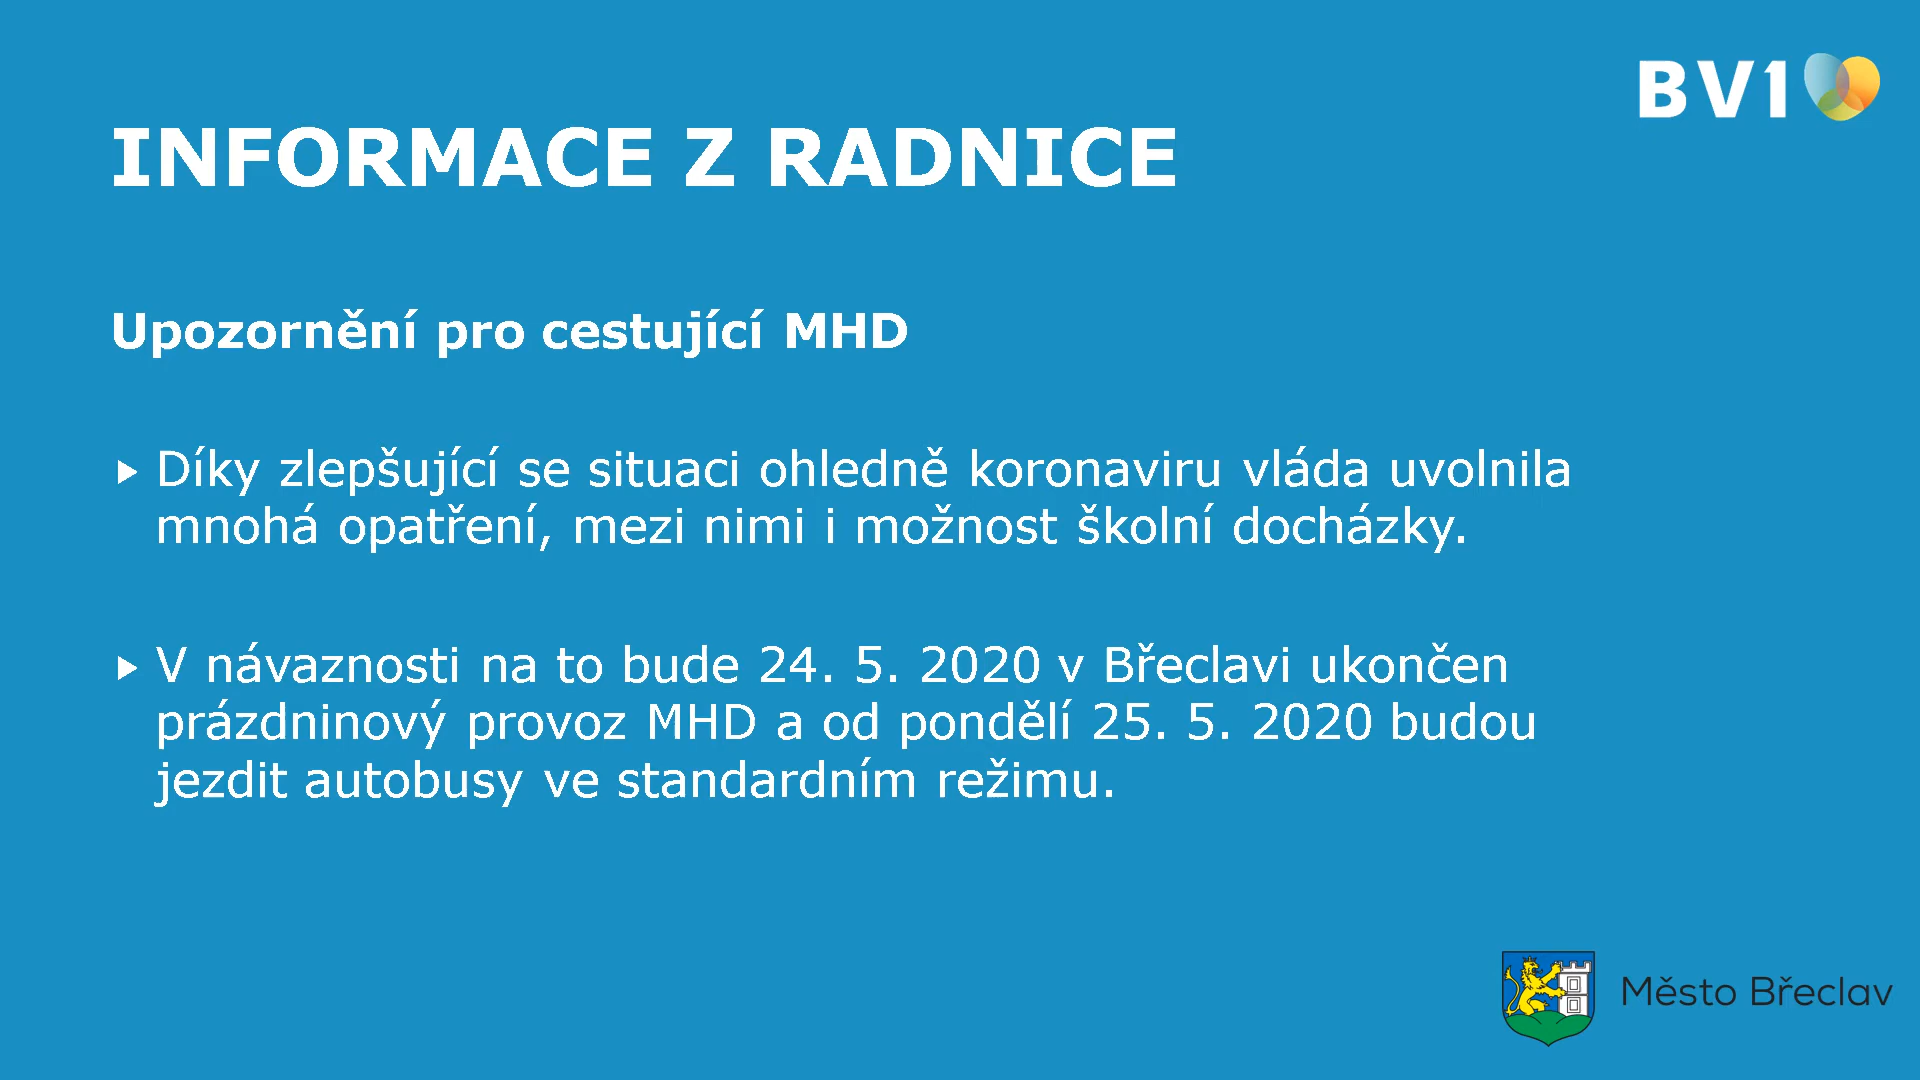 BV1
INFORMACE Z RADNICE
Upozornění pro cestující MHD
Díky zlepšující se situaci ohledně koronaviru vláda uvolnila
mnohá opatření, mezi nimi i možnost školní docházky.
V návaznosti na to bude 24. 5. 2020 v Břeclavi ukončen
prázdninový provoz MHD a od pondělí 25. 5. 2020 budou
jezdit autobusy ve standardním režimu.
Město Břeclav